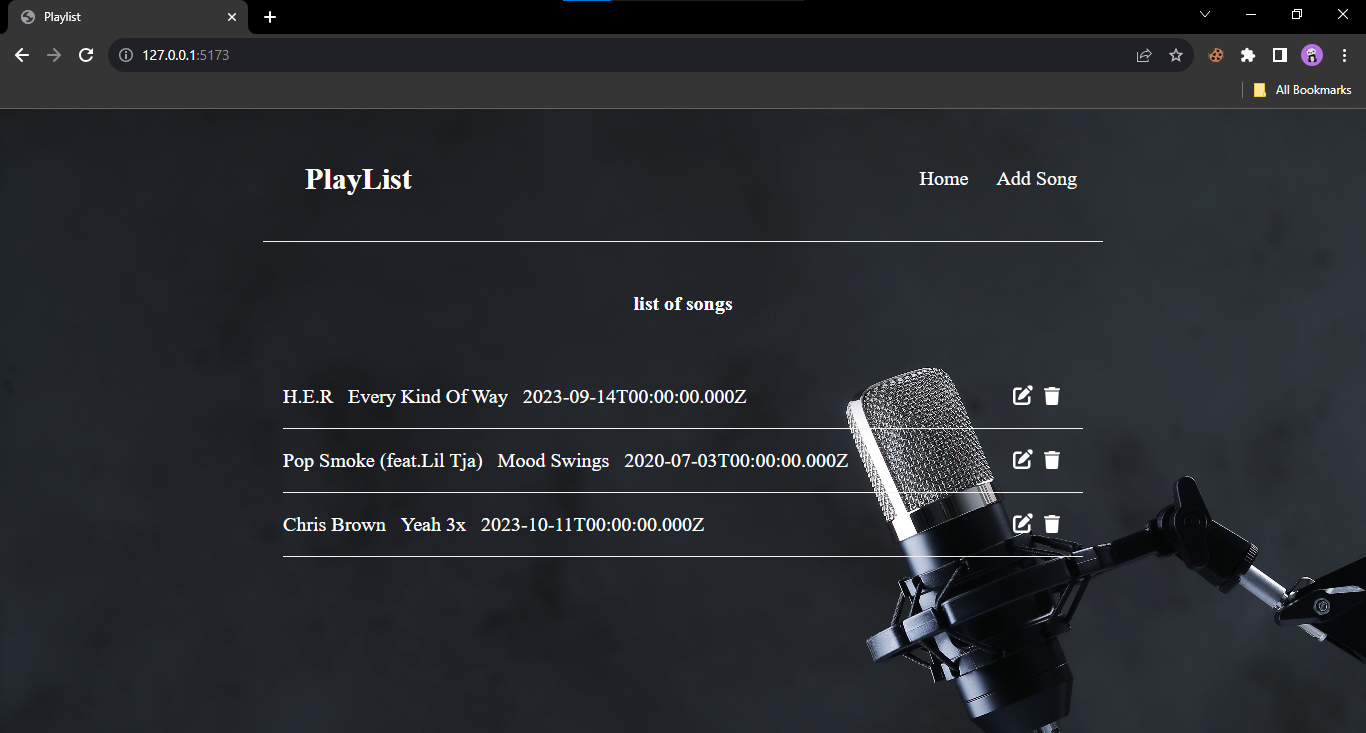 Playlist
127.0.0.1:5173
All Bookmarks
PlayList Home Add Song
list of songs
H.E.R Every Kind Of Way 2023-09-14T00:00:00.000Z
Pop Smoke (feat.Lil Tja) Mood Swings 2020-07-03T00:00:00.000Z
Chris Brown Yeah 3x 2023-10-11T00:00:00.000Z